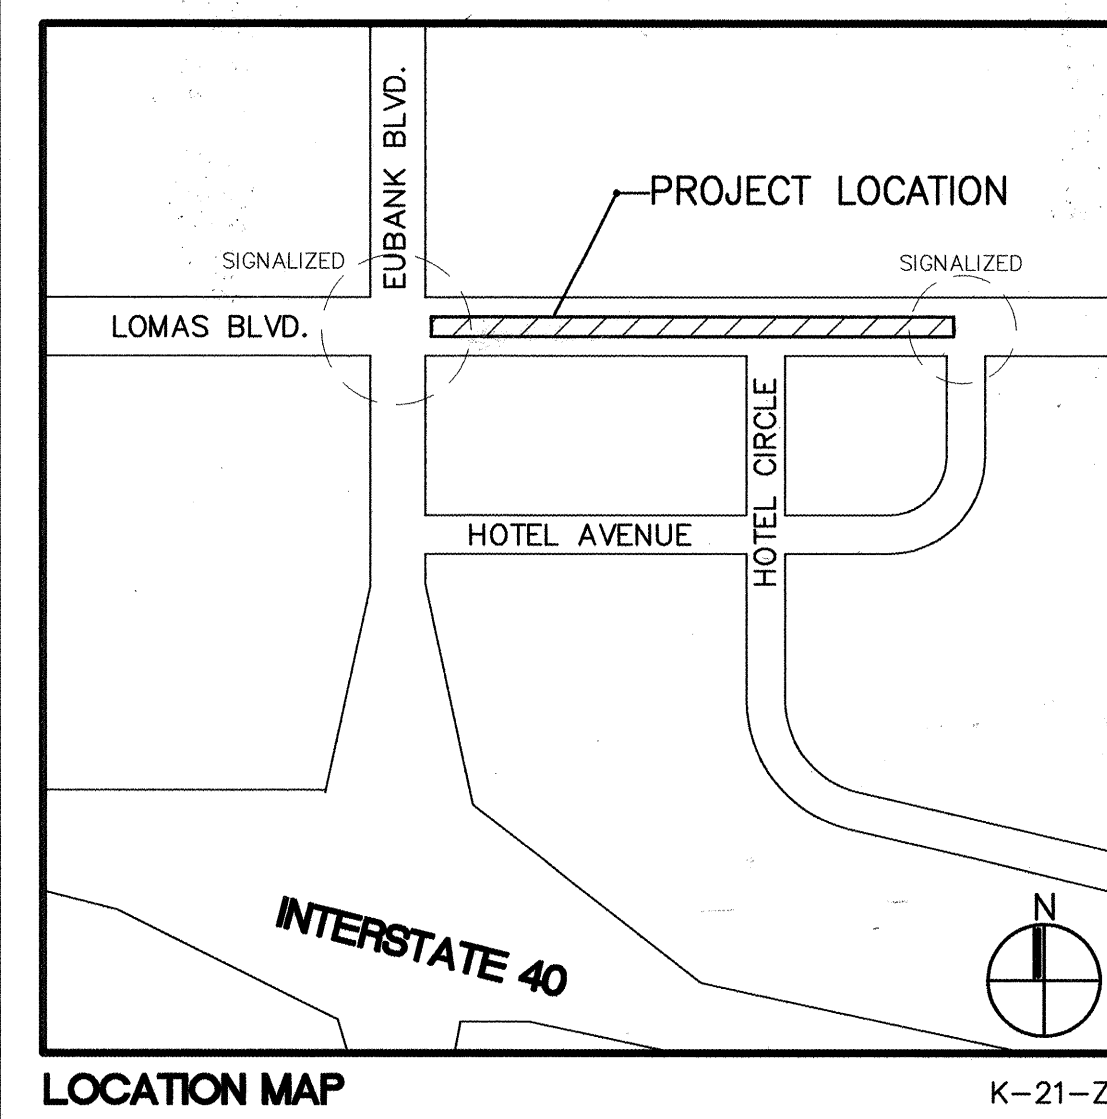 EUBANK BLVD.
PROJECT LOCATION
SIGNALIZED
SIGNALIZED
LOMAS BLVD.
HOTEL CIRCLE
HOTEL AVENUE
INTERSTATE 40
N
LOCATION MAP
K-21-Z